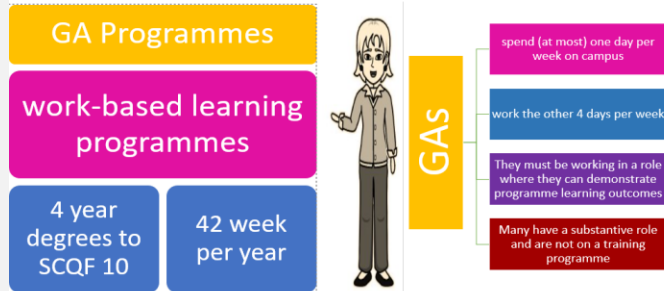 GA Programmes
work-based learning
programmes
4 year
degrees to
SCQF 10
42 week
per year
GAs
spend (at most) one day per
week on campus
work the other 4 days per week
They must be working in a role
where they can demonstrate
programme learning outcomes
Many have a substantive role
and are not on a training
programme